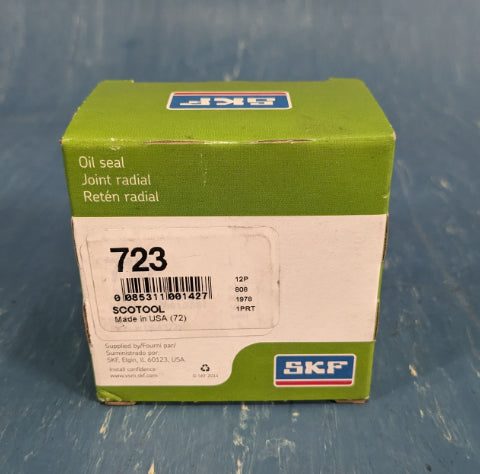 SKF
Oil seal
Joint radial
Retén radial
723
0 085311 001427
SCOTOOL
Made in USA (72)
12P
808
1978
1PRT
Supplied by/Fourni par/
Suministrado por:
SKF, Elgin, IL 60123, USA
Install confidence
www.vsm.skf.com
© SKF 2014
SKF